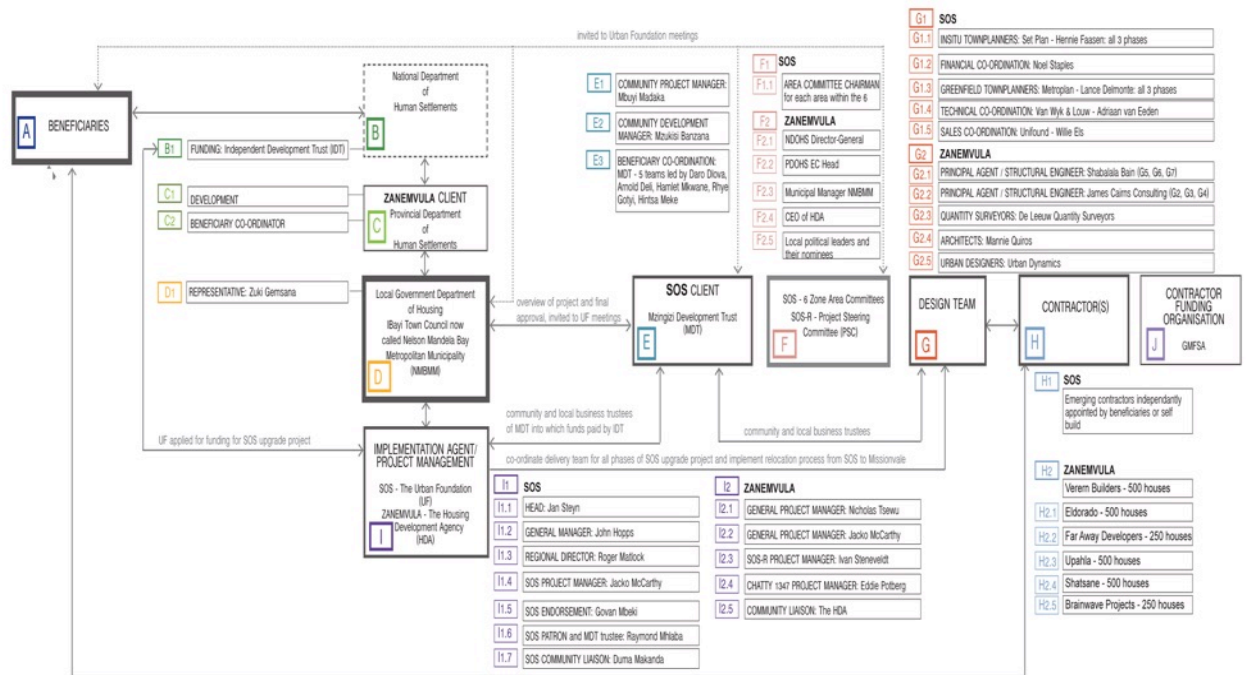 invited to Urban Foundation meetings
A
BENEFICIARIES
National Department
of
Human Settlements
B
B1
FUNDING: Independent Development Trust (IDT)
C1
DEVELOPMENT
C2
BENEFICIARY CO-ORDINATOR
ZANEMVULA CLIENT
Provincial Department
of
Human Settlements
C
D1
REPRESENTATIVE: Zuki Gemsana
Local Government Department
of Housing
IBayi Town Council now
called Nelson Mandela Bay
Metropolitan Municipality
(NMBMM)
D
overview of project and final
approval, invited to UF meetings
UF applied for funding for SOS upgrade project
IMPLEMENTATION AGENT/
PROJECT MANAGEMENT
SOS - The Urban Foundation
(UF)
ZANEMVULA - The Housing
Development Agency
(HDA)
I
community and local business trustees
of MDT into which funds paid by IDT
co-ordinate delivery team for all phases of SOS upgrade project and implement relocation process from SOS to Missionvale
E1
COMMUNITY PROJECT MANAGER:
Mbuyi Madaka
E2
COMMUNITY DEVELOPMENT
MANAGER: Mzukisi Banzana
E3
BENEFICIARY CO-ORDINATION:
MDT - 5 teams led by Daro Dlova,
Arnold Deli, Hamlet Mkwane, Rhye
Gotyi, Hintsa Meke
SOS CLIENT
Mzingizi Development Trust
(MDT)
E
community and local business trustees
F1
SOS
F1.1
AREA COMMITTEE CHAIRMAN
for each area within the 6
F2
ZANEMVULA
F2.1
NDOHS Director-General
F2.2
PDOHS EC Head
F2.3
Municipal Manager NMBMM
F2.4
CEO of HDA
F2.5
Local political leaders and
their nominees
SOS - 6 Zone Area Committees
SOS-R - Project Steering
Committee (PSC)
F
G1
SOS
G1.1
INSITU TOWNPLANNERS: Set Plan - Hennie Faasen: all 3 phases
G1.2
FINANCIAL CO-ORDINATION: Noel Staples
G1.3
GREENFIELD TOWNPLANNERS: Metroplan - Lance Delmonte: all 3 phases
G1.4
TECHNICAL CO-ORDINATION: Van Wyk & Louw - Adriaan van Eeden
G1.5
SALES CO-ORDINATION: Unifound - Willie Els
G2
ZANEMVULA
G2.1
PRINCIPAL AGENT / STRUCTURAL ENGINEER: Shabalala Bain (G5, G6, G7)
G2.2
PRINCIPAL AGENT / STRUCTURAL ENGINEER: James Cairns Consulting (G2, G3, G4)
G2.3
QUANTITY SURVEYORS: De Leeuw Quantity Surveyors
G2.4
ARCHITECTS: Mannie Quiros
G2.5
URBAN DESIGNERS: Urban Dynamics
DESIGN TEAM
G
CONTRACTOR(S)
H
CONTRACTOR
FUNDING
ORGANISATION
GMFSA
J
H1
SOS
Emerging contractors independantly
appointed by beneficiaries or self
build
H2
ZANEMVULA
Verern Builders - 500 houses
H2.1
Eldorado - 500 houses
H2.2
Far Away Developers - 250 houses
H2.3
Upahla - 500 houses
H2.4
Shatsane - 500 houses
H2.5
Brainwave Projects - 250 houses
I1
SOS
I1.1
HEAD: Jan Steyn
I1.2
GENERAL MANAGER: John Hopps
I1.3
REGIONAL DIRECTOR: Roger Matlock
I1.4
SOS PROJECT MANAGER: Jacko McCarthy
I1.5
SOS ENDORSEMENT: Govan Mbeki
I1.6
SOS PATRON and MDT trustee: Raymond Mhlaba
I1.7
SOS COMMUNITY LIAISON: Duma Makanda
I2
ZANEMVULA
I2.1
GENERAL PROJECT MANAGER: Nicholas Tsewu
I2.2
GENERAL PROJECT MANAGER: Jacko McCarthy
I2.3
SOS-R PROJECT MANAGER: Ivan Steneveldt
I2.4
CHATTY 1347 PROJECT MANAGER: Eddie Potberg
I2.5
COMMUNITY LIAISON: The HDA